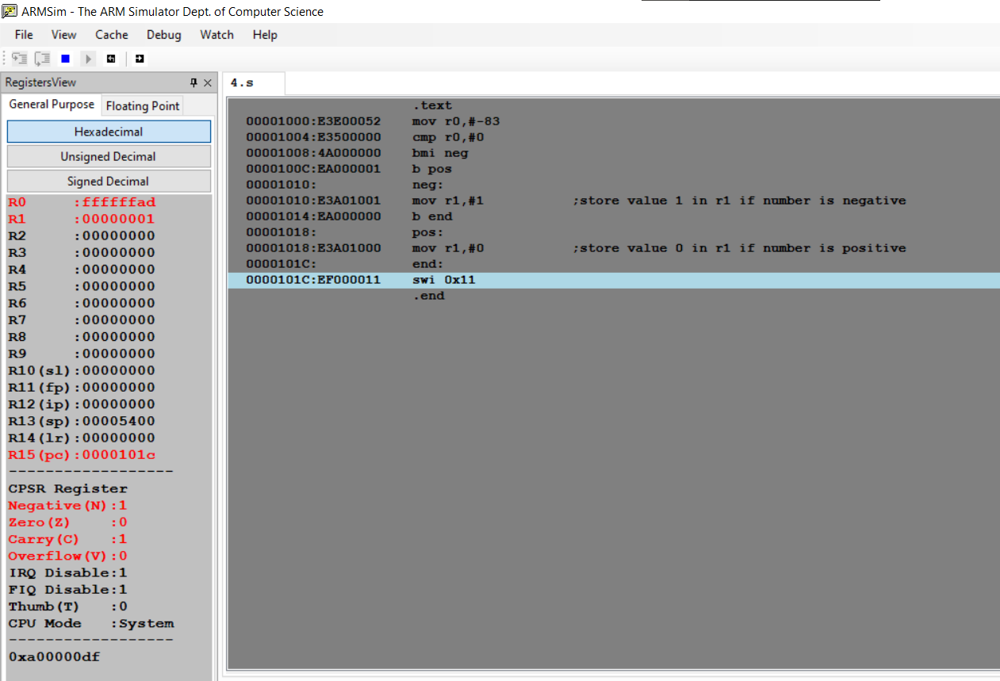 ARMSim - The ARM Simulator Dept. of Computer Science
File View Cache Debug Watch Help
RegistersView
General Purpose Floating Point
Hexadecimal
Unsigned Decimal
Signed Decimal
R0 :ffffffad
R1 :00000001
R2 :00000000
R3 :00000000
R4 :00000000
R5 :00000000
R6 :00000000
R7 :00000000
R8 :00000000
R9 :00000000
R10(sl):00000000
R11(fp):00000000
R12(ip):00000000
R13(sp):00005400
R14(lr):00000000
R15(pc):0000101c
------------------
CPSR Register
Negative(N):1
Zero(Z) :0
Carry(C) :1
Overflow(V):0
IRQ Disable:1
FIQ Disable:1
Thumb(T) :0
CPU Mode :System
------------------
0xa00000df
4.s
.text
00001000:E3E00052 mov r0,#-83
00001004:E3500000 cmp r0,#0
00001008:4A000000 bmi neg
0000100C:EA000001 b pos
00001010: neg:
00001010:E3A01001 mov r1,#1 ;store value 1 in r1 if number is negative
00001014:EA000000 b end
00001018: pos:
00001018:E3A01000 mov r1,#0 ;store value 0 in r1 if number is positive
0000101C: end:
0000101C:EF000011 swi 0x11
.end